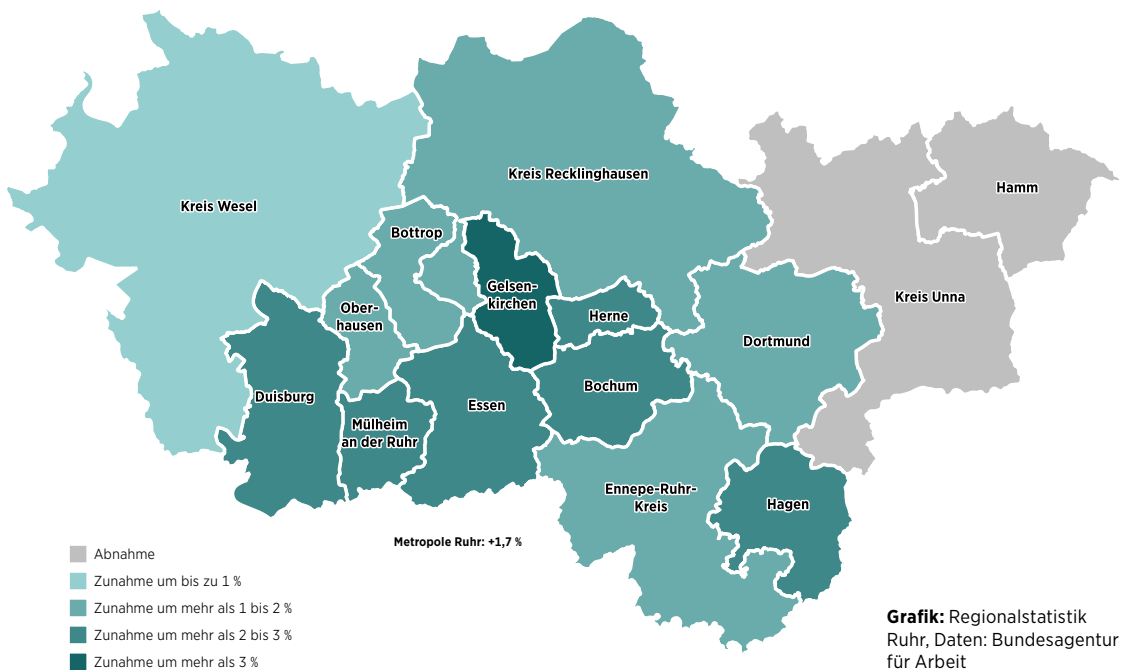 Kreis Recklinghausen
Hamm
Kreis Wesel
Bottrop
Gelsen-
kirchen
Kreis Unna
Ober-
hausen
Herne
Dortmund
Bochum
Duisburg
Essen
Mülheim
an der Ruhr
Ennepe-Ruhr-
Kreis
Hagen
Metropole Ruhr: +1,7 %
Abnahme
Zunahme um bis zu 1 %
Zunahme um mehr als 1 bis 2 %
Zunahme um mehr als 2 bis 3 %
Zunahme um mehr als 3 %
Grafik: Regionalstatistik
Ruhr, Daten: Bundesagentur
für Arbeit